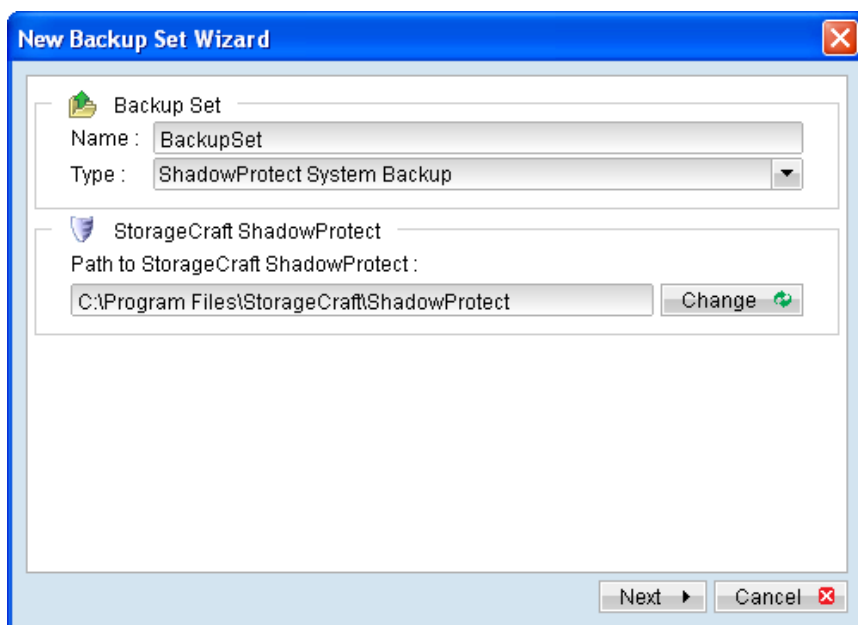 New Backup Set Wizard
Backup Set
Name : BackupSet
Type : ShadowProtect System Backup
StorageCraft ShadowProtect
Path to StorageCraft ShadowProtect :
C:\Program Files\StorageCraft\ShadowProtect Change
Next Cancel